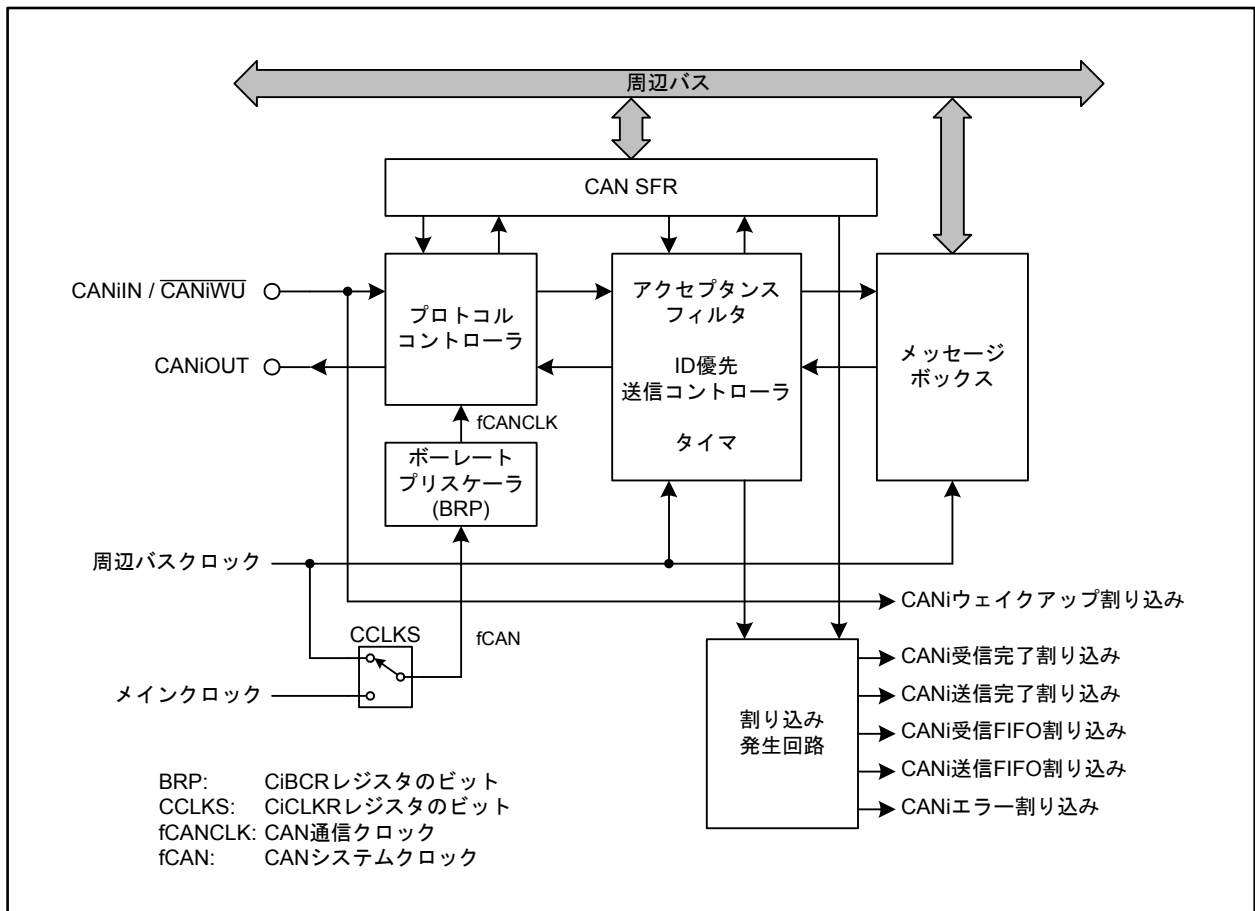 周辺バス
CAN SFR
CANiIN / CANiWU
CANiOUT
プロトコル
コントローラ
アクセプタンス
フィルタ
ID優先
送信コントローラ
タイマ
メッセージ
ボックス
fCANCLK
ボーレート
プリスケーラ
(BRP)
周辺バスクロック
CANiウェイクアップ割り込み
CCLKS
fCAN
メインクロック
割り込み
発生回路
CANi受信完了割り込み
CANi送信完了割り込み
CANi受信FIFO割り込み
CANi送信FIFO割り込み
CANiエラー割り込み
BRP: CiBCRレジスタのビット
CCLKS: CiCLKRレジスタのビット
fCANCLK: CAN通信クロック
fCAN: CANシステムクロック